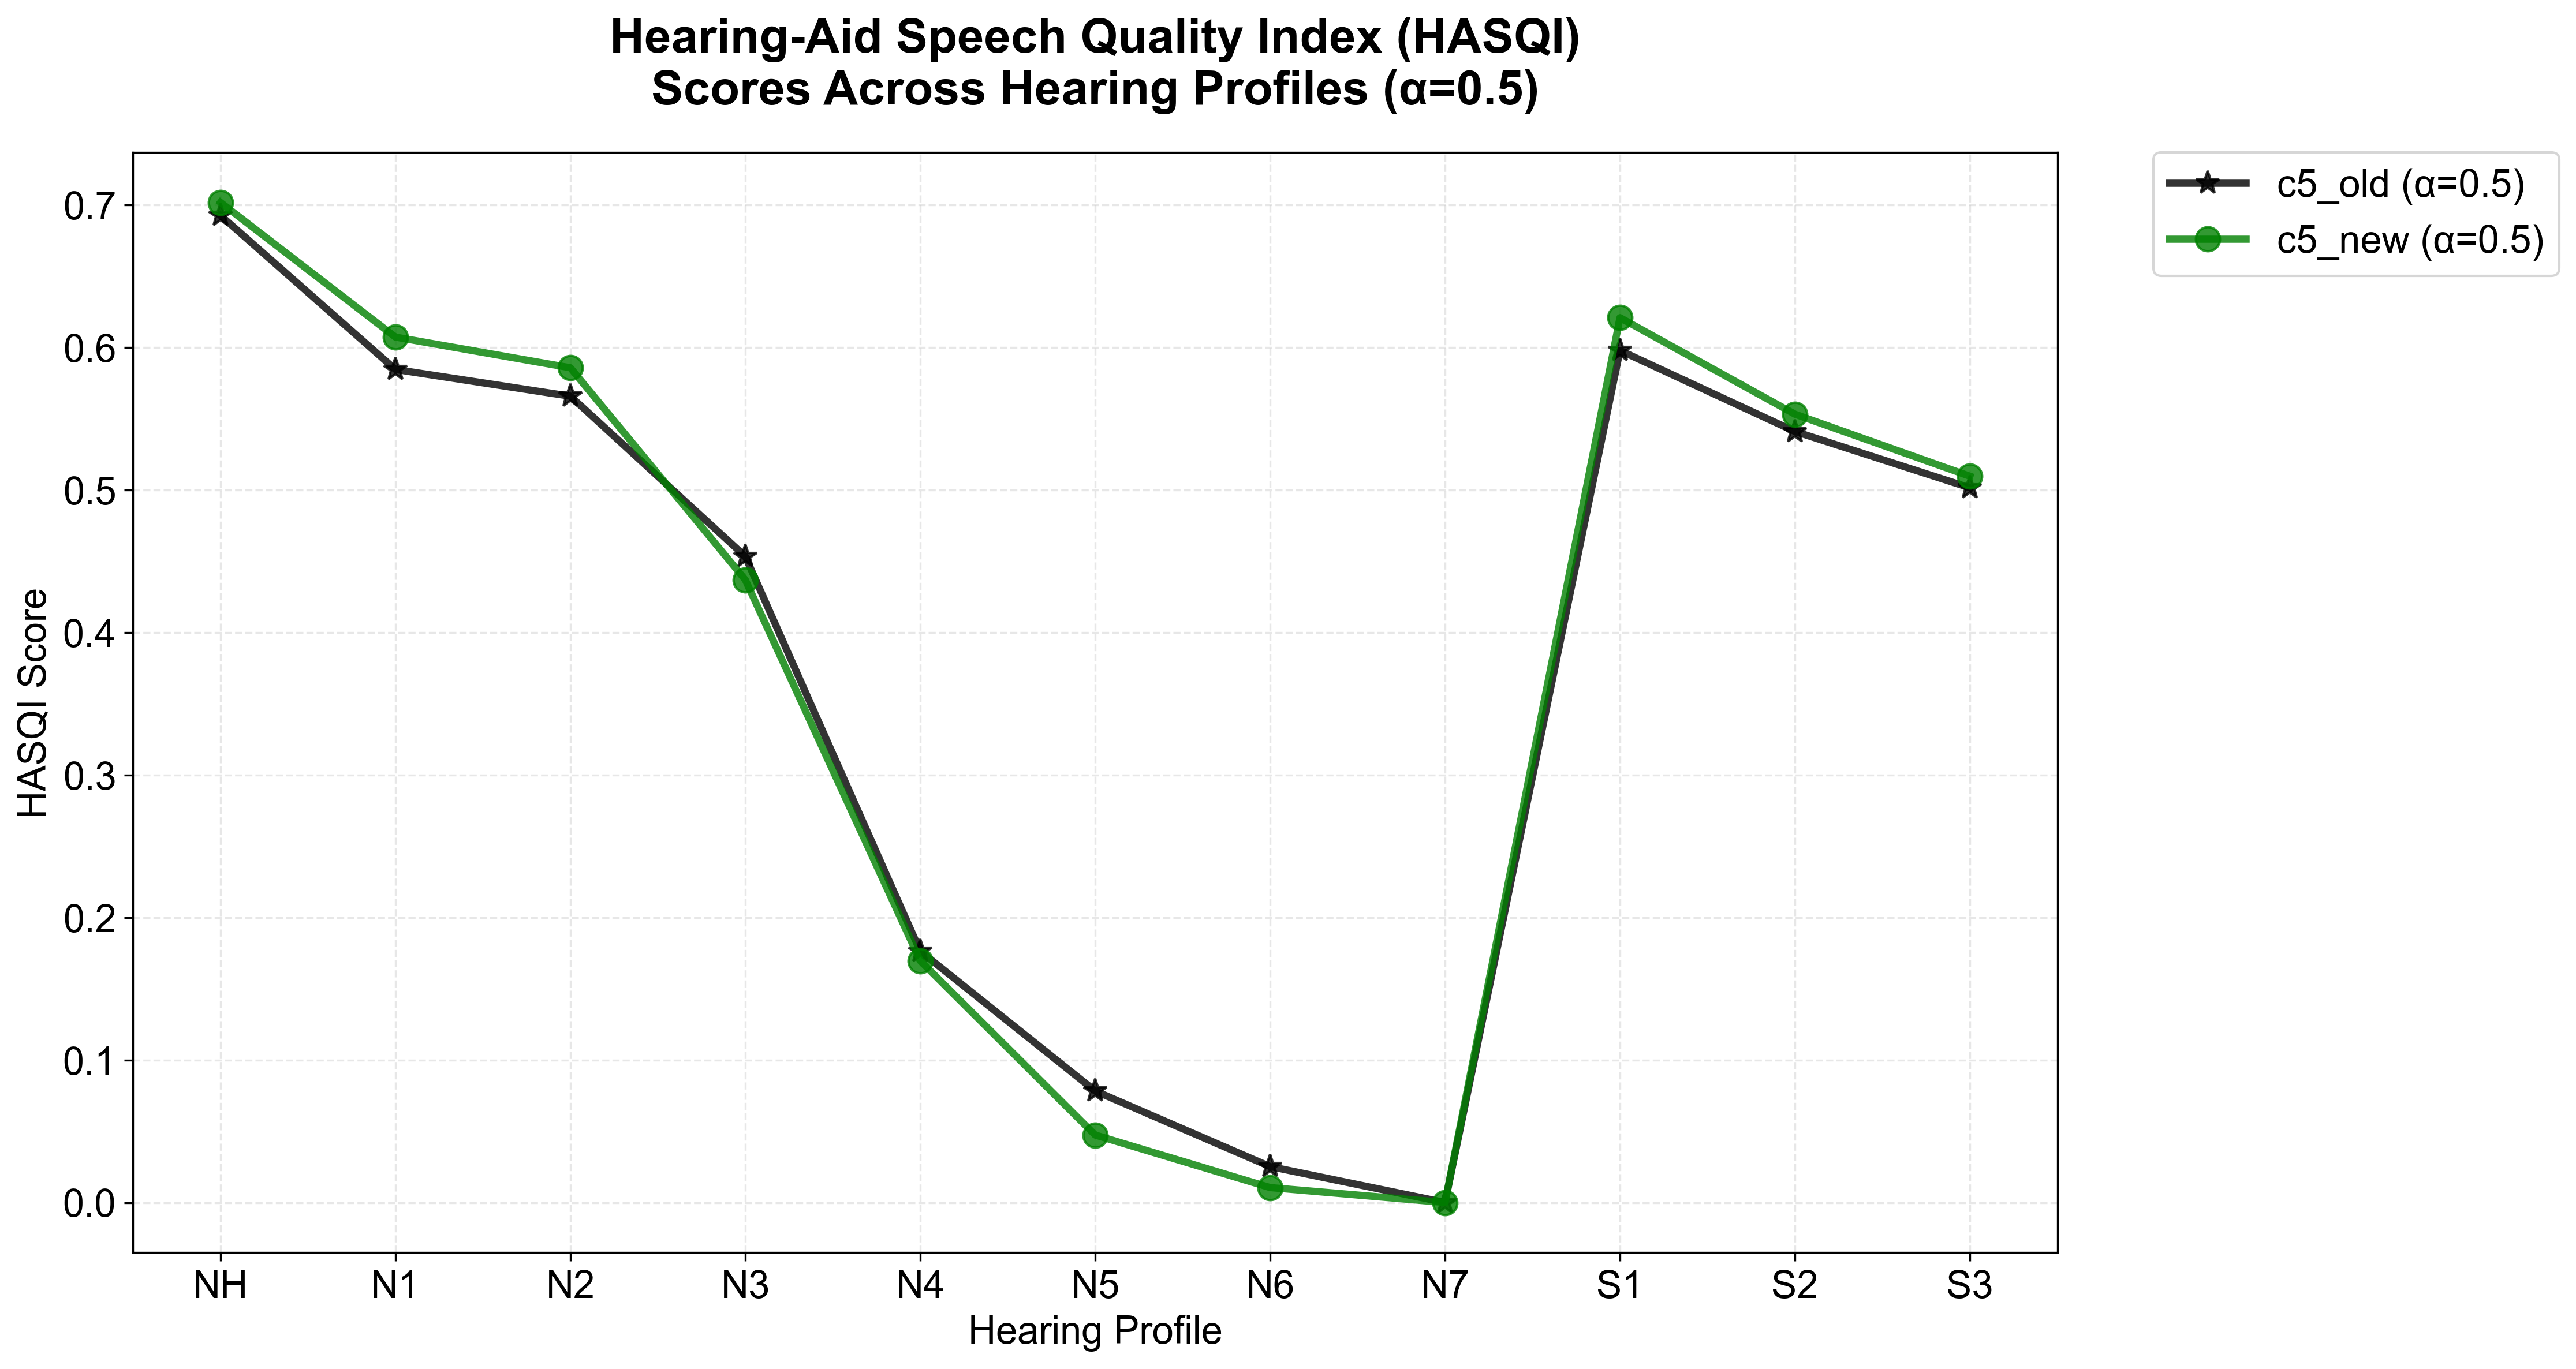 Hearing-Aid Speech Quality Index (HASQI)
Scores Across Hearing Profiles (α=0.5)
c5_old (α=0.5)
c5_new (α=0.5)
HASQI Score
0.7
0.6
0.5
0.4
0.3
0.2
0.1
0.0
NH N1 N2 N3 N4 N5 N6 N7 S1 S2 S3
Hearing Profile